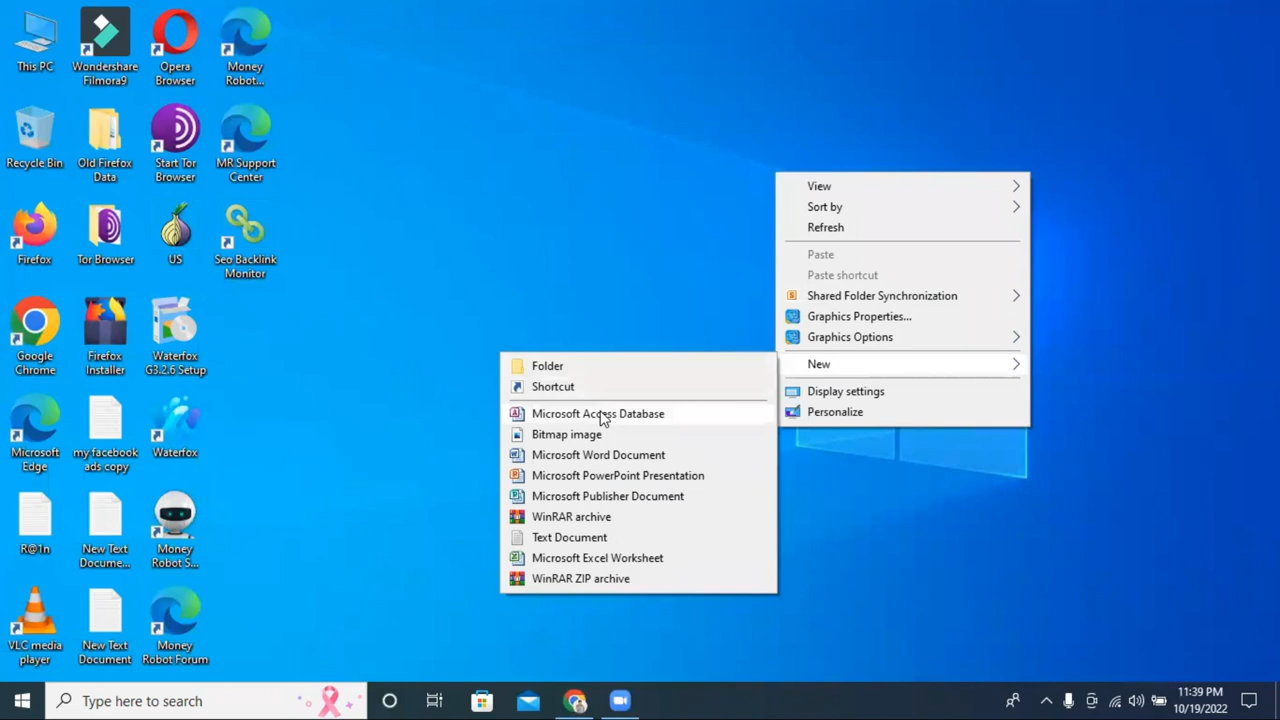 This PC
Wondershare
Filmora9
Opera
Browser
Money
Robot...
Recycle Bin
Old Firefox
Data
Start Tor
Browser
MR Support
Center
Firefox
Tor Browser
US
Seo Backlink
Monitor
Google
Chrome
Firefox
Installer
Waterfox
G3.2.6 Setup
Microsoft
Edge
my facebook
ads copy
Waterfox
R@1n
New Text
Docume...
Money
Robot S...
VLC media
player
New Text
Document
Money
Robot Forum
View
Sort by
Refresh
Paste
Paste shortcut
Shared Folder Synchronization
Graphics Properties...
Graphics Options
New
Display settings
Personalize
Folder
Shortcut
Microsoft Access Database
Bitmap image
Microsoft Word Document
Microsoft PowerPoint Presentation
Microsoft Publisher Document
WinRAR archive
Text Document
Microsoft Excel Worksheet
WinRAR ZIP archive
Type here to search
11:39 PM
10/19/2022